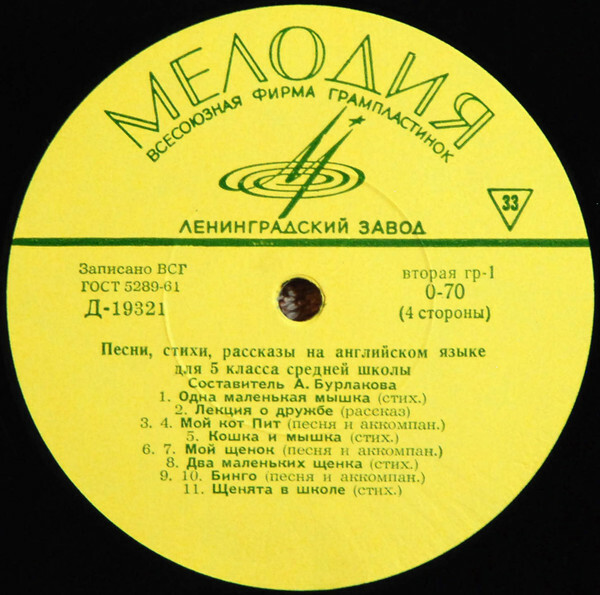 МЕЛОДИЯ
ВСЕСОЮЗНАЯ ФИРМА ГРАМПЛАСТИНОК
ЛЕНИНГРАДСКИЙ ЗАВОД
33
Записано ВСГ
ГОСТ 5289-61
Д-19321
вторая гр-1
0-70
(4 стороны)
Песни, стихи, рассказы на английском языке
для 5 класса средней школы
Составитель А. Бурлакова
1. Одна маленькая мышка (стих.)
2. Лекция о дружбе (рассказ)
3. 4. Мой кот Пит (песня и аккомпан.)
5. Кошка и мышка (стих.)
6. 7. Мой щенок (песня и аккомпан.)
8. Два маленьких щенка (стих.)
9. 10. Бинго (песня и аккомпан.)
11. Щенята в школе (стих.)